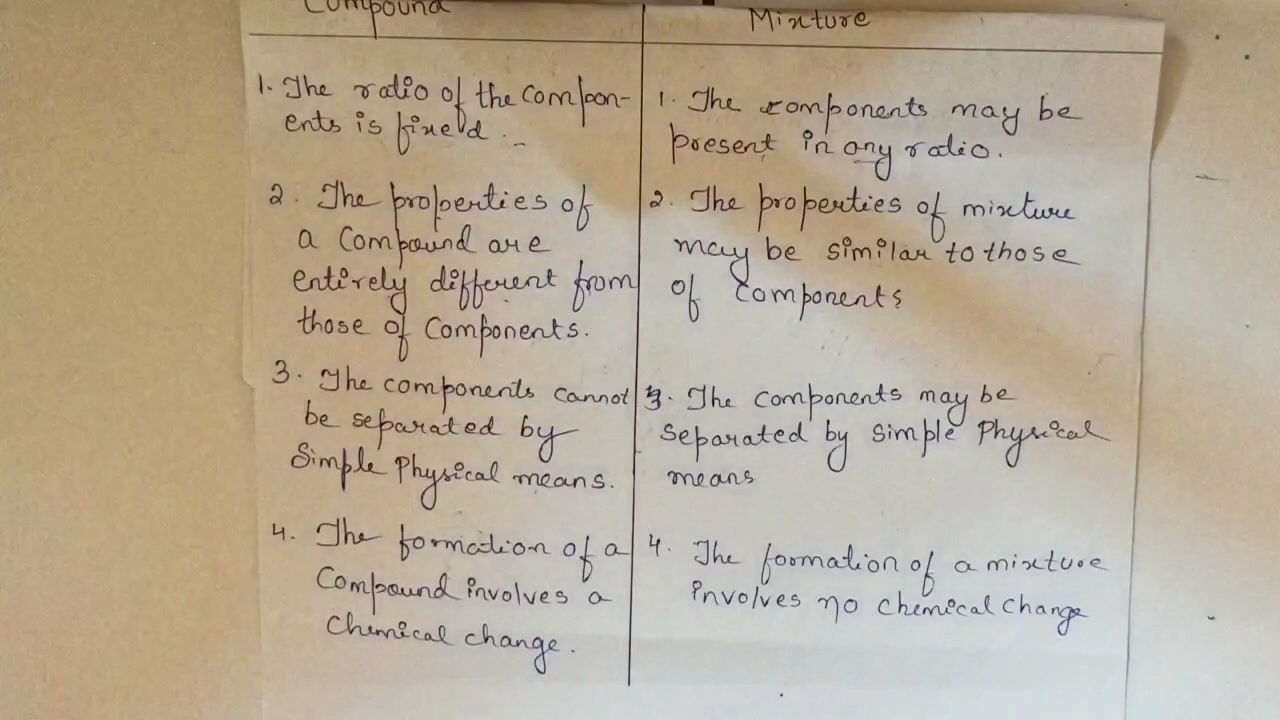 Compound
Mixture
1. The ratio of the compon-
ents is fixed.
2. The properties of
a Compound are
entirely different from
those of Components.
3. The components cannot
be separated by
Simple Physical means.
4. The formation of a
Compound involves a
Chemical change.
1. The components may be
present in any ratio.
2. The properties of mixture
may be similar to those
of Components
3. The components may be
Separated by Simple Physical
means
4. The formation of a mixture
involves no chemical change